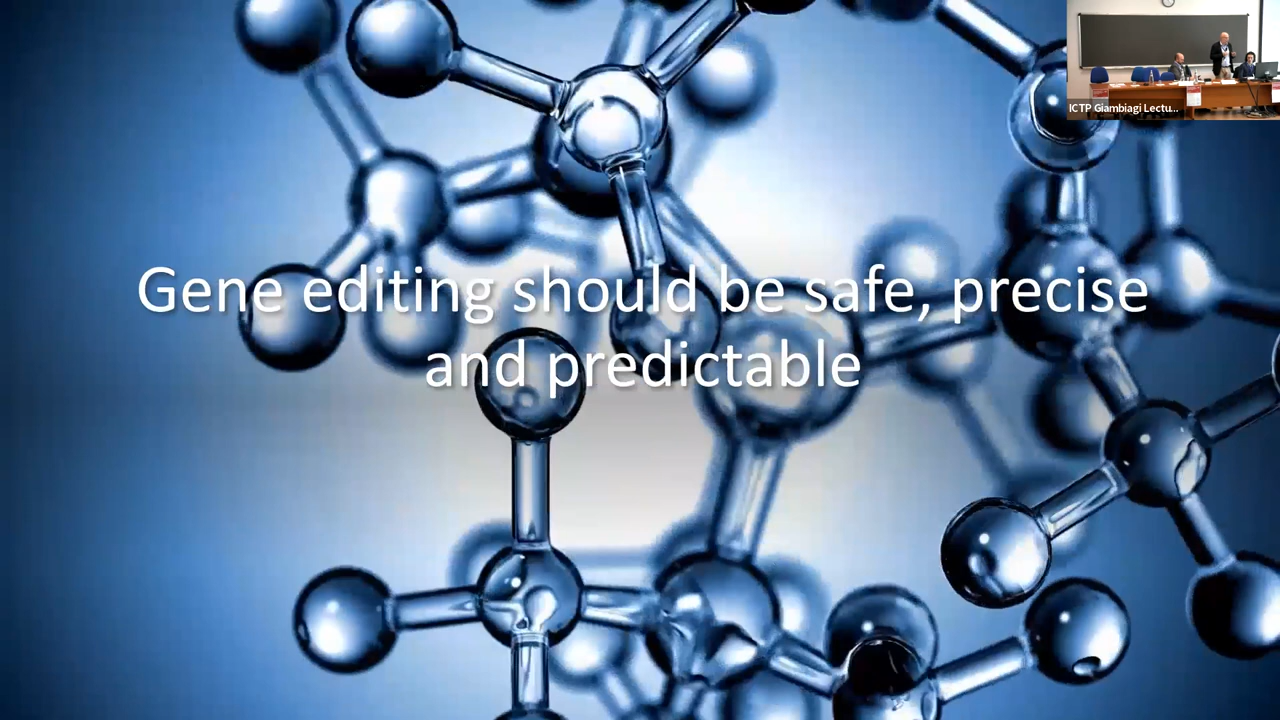 ICTP Giambiagi Lectu...
Gene editing should be safe, precise
and predictable